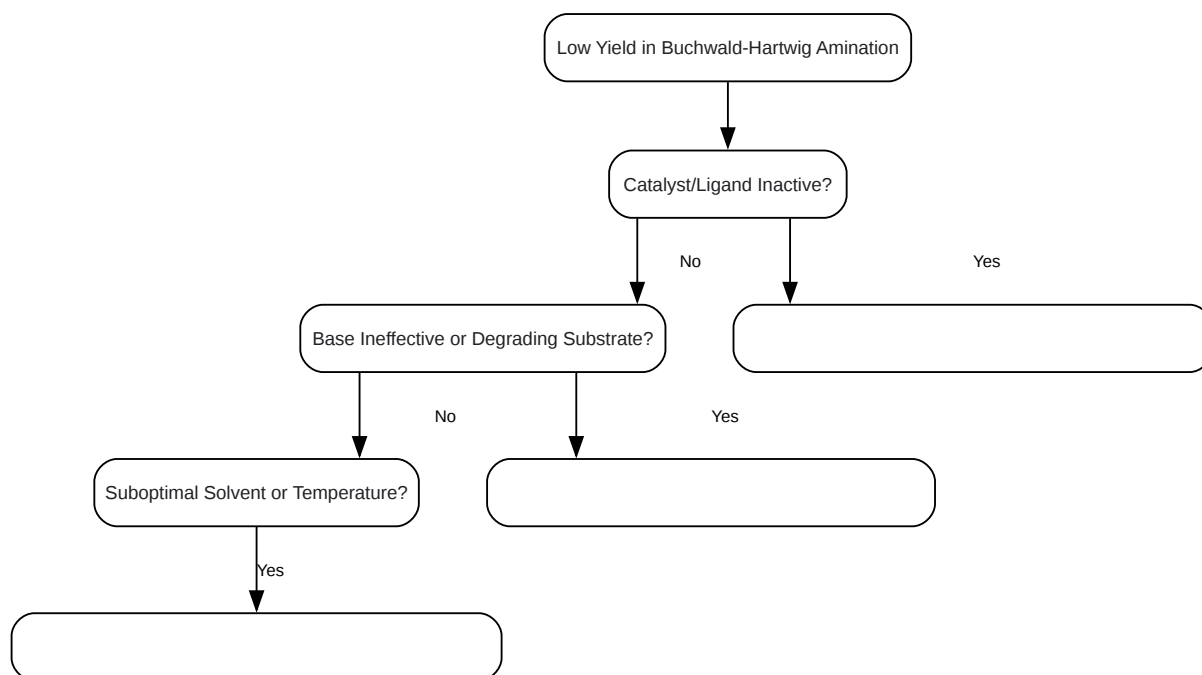 Low Yield in Buchwald-Hartwig Amination
Catalyst/Ligand Inactive?
No
Yes
Base Ineffective or Degrading Substrate?
No
Yes
Suboptimal Solvent or Temperature?
Yes